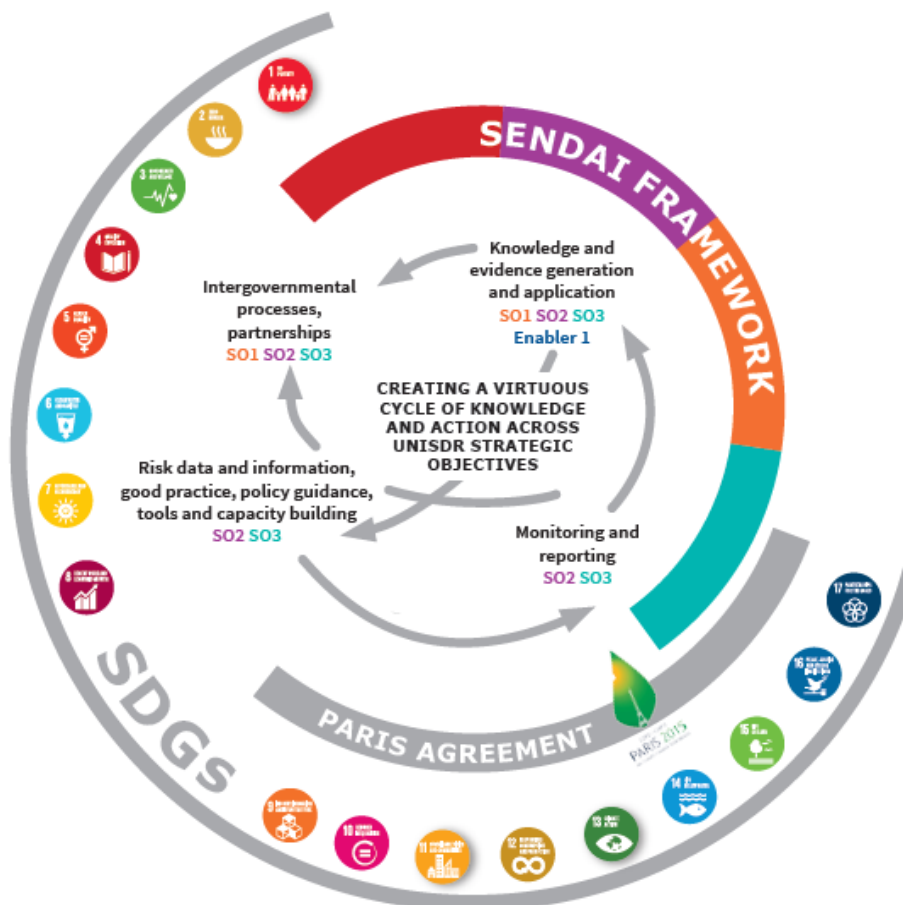 SENDAI FRAMEWORK
Knowledge and
evidence generation
and application
SO1 SO2 SO3
Enabler 1
Intergovernmental
processes,
partnerships
SO1 SO2 SO3
CREATING A VIRTUOUS
CYCLE OF KNOWLEDGE
AND ACTION ACROSS
UNISDR STRATEGIC
OBJECTIVES
Risk data and information,
good practice, policy guidance,
tools and capacity building
SO2 SO3
Monitoring and
reporting
SO2 SO3
PARIS AGREEMENT
PARIS 2015
SDGS
1
2
3
4
5
6
7
8
9
10
11
12
13
14
15
16
17